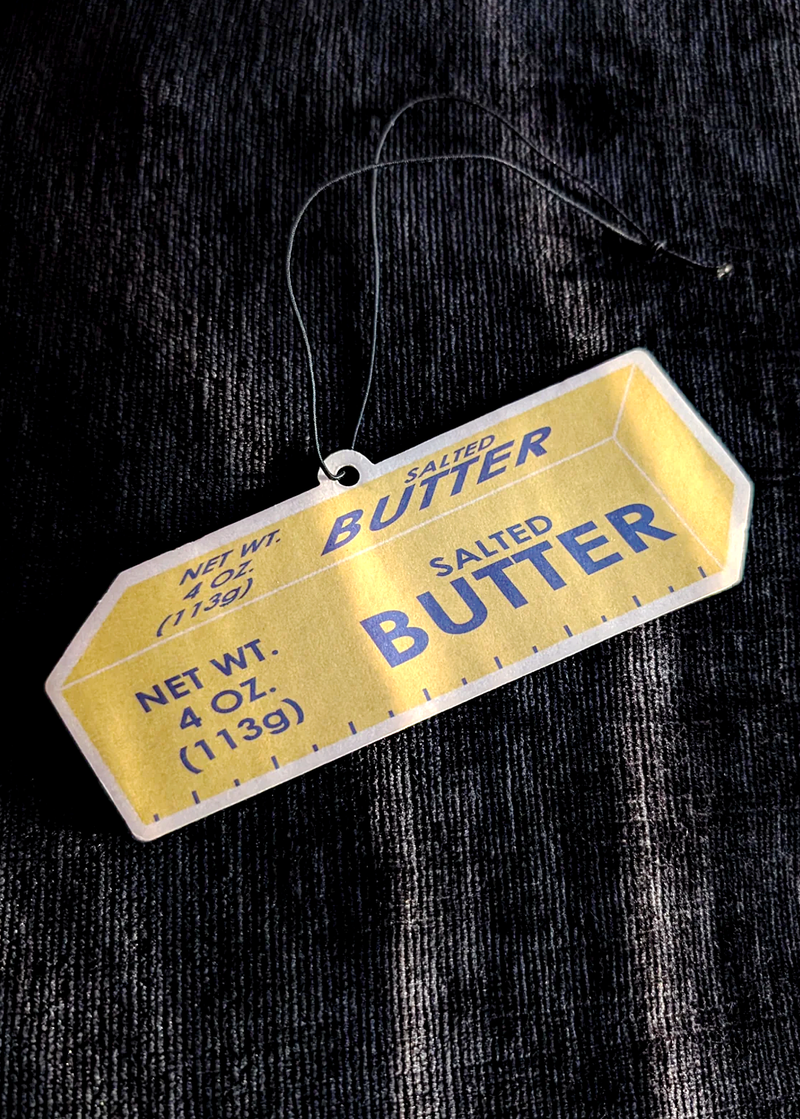 NET WT.
4 OZ.
(113g)
SALTED
BUTTER
NET WT.
4 OZ.
(113g)
SALTED
BUTTER